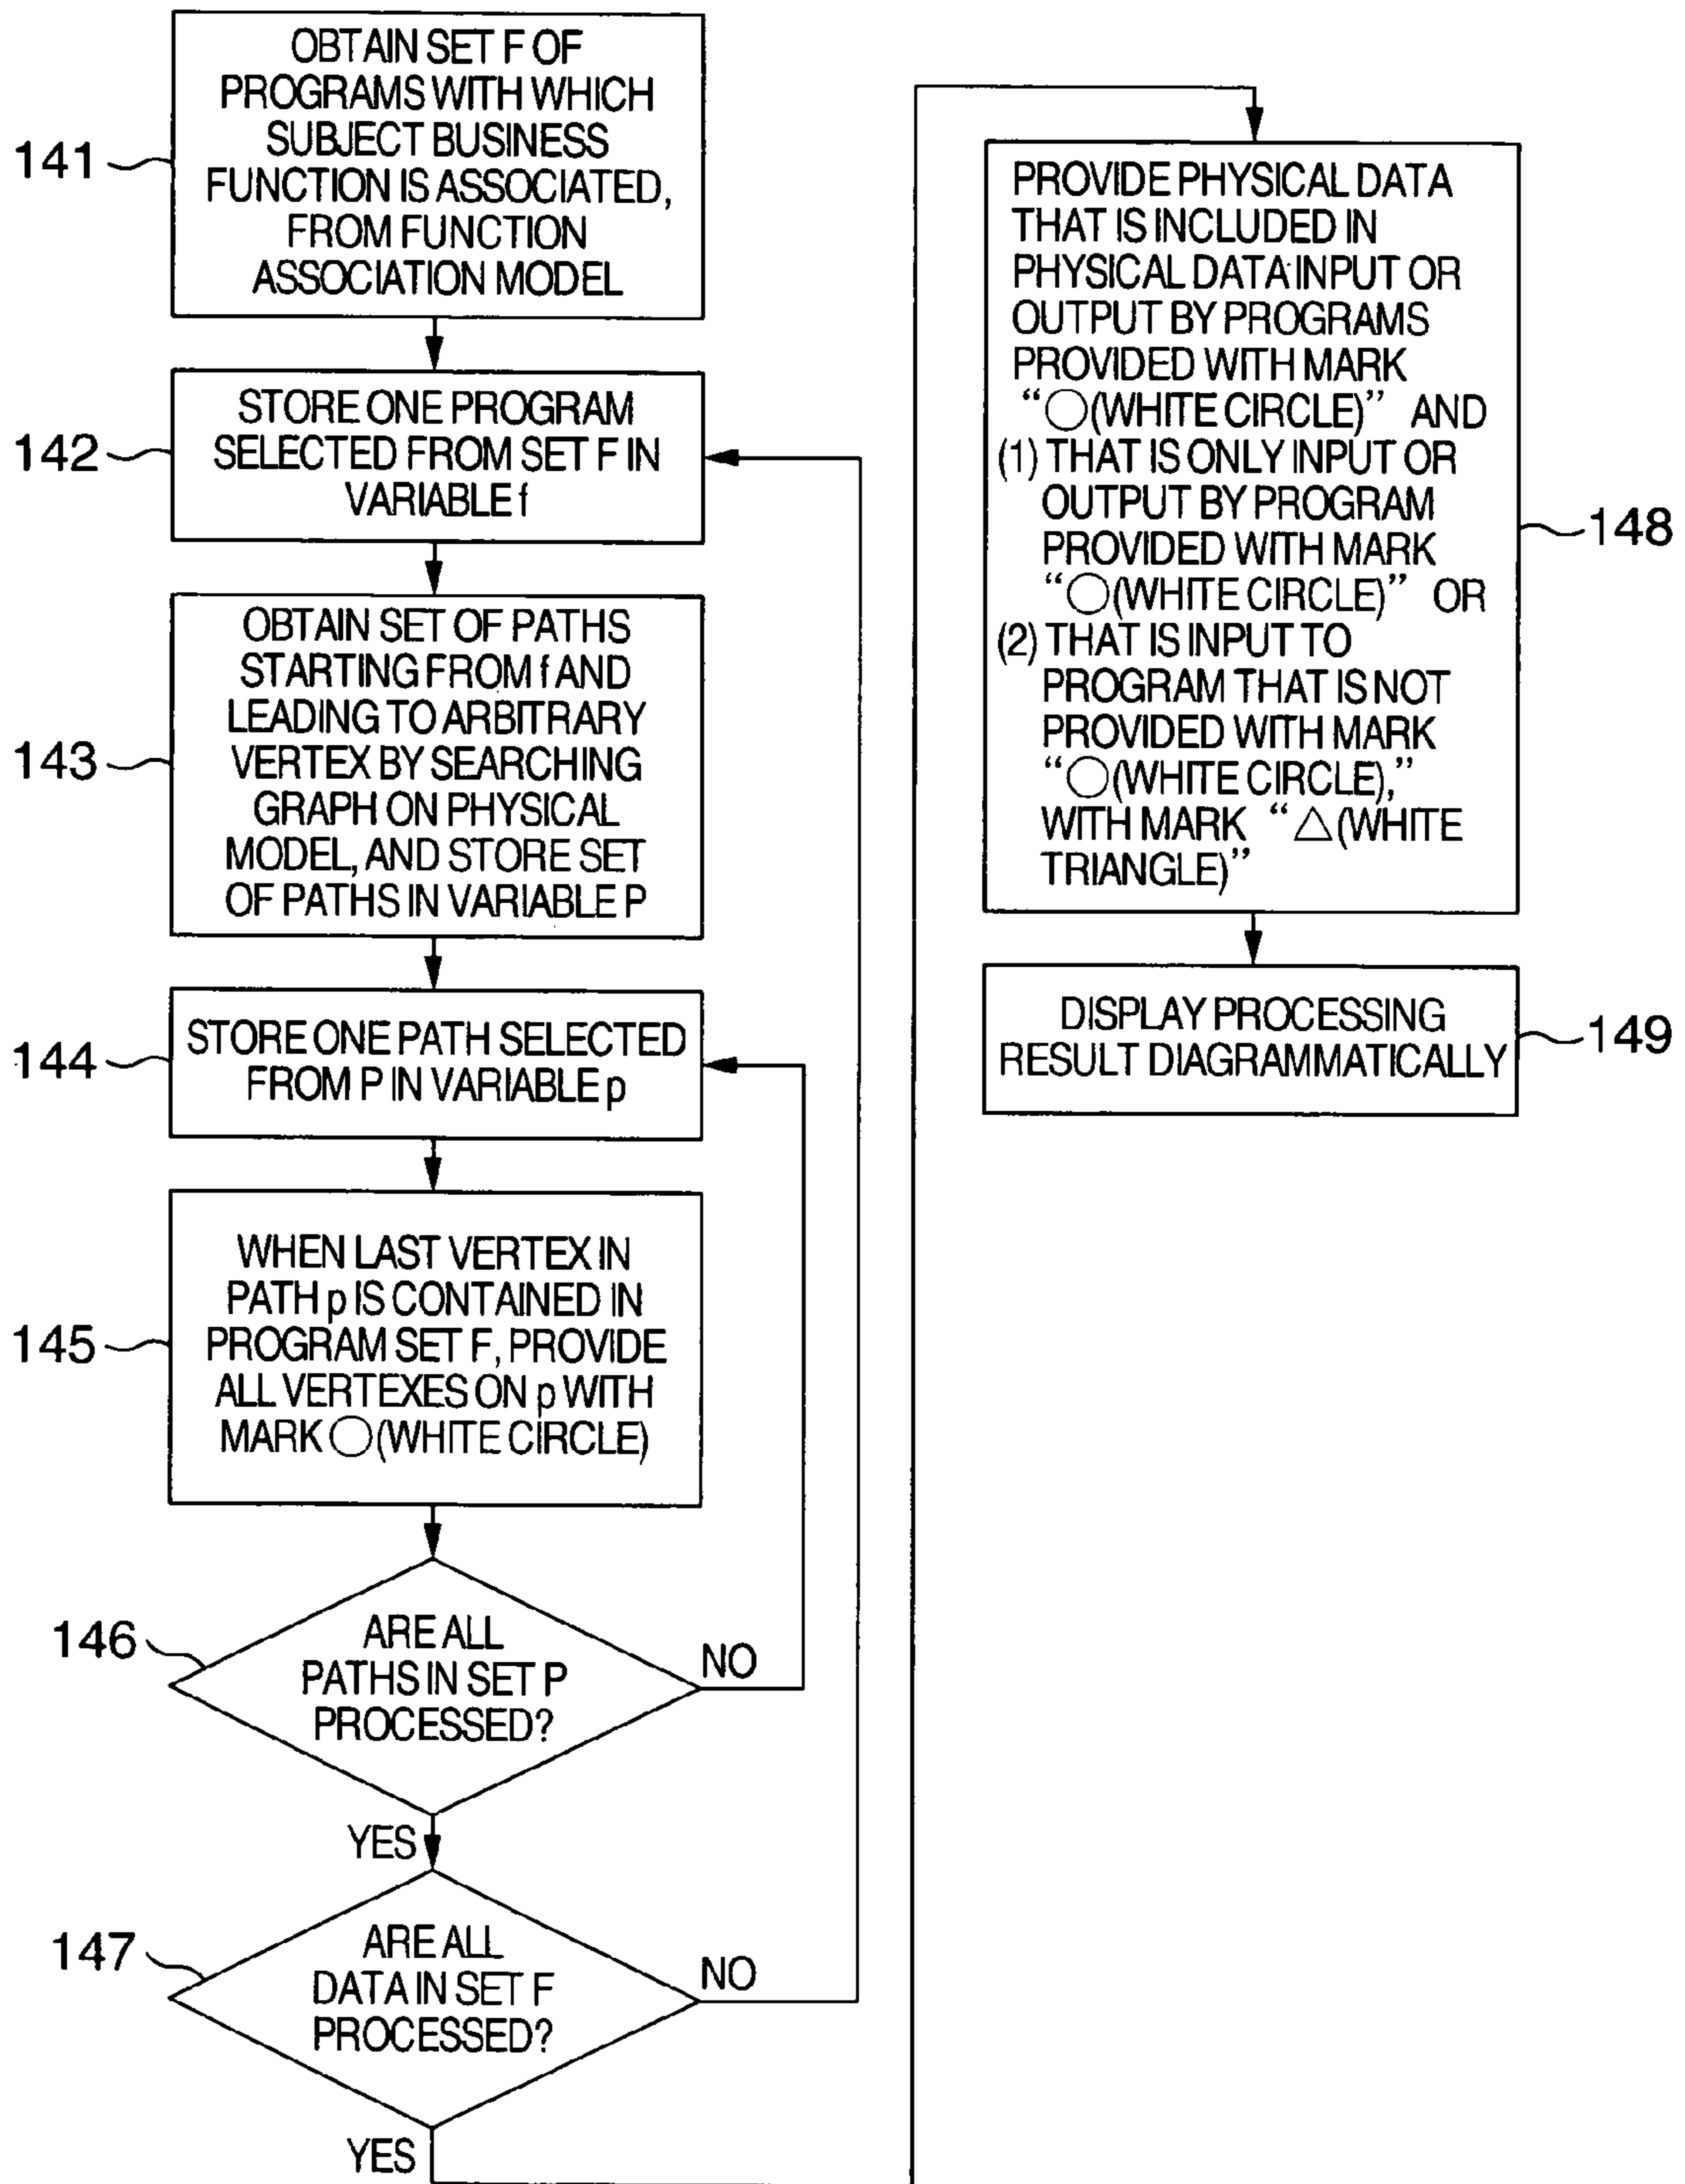 141
OBTAIN SET F OF
PROGRAMS WITH WHICH
SUBJECT BUSINESS
FUNCTION IS ASSOCIATED,
FROM FUNCTION
ASSOCIATION MODEL
142
STORE ONE PROGRAM
SELECTED FROM SET F IN
VARIABLE f
143
OBTAIN SET OF PATHS
STARTING FROM f AND
LEADING TO ARBITRARY
VERTEX BY SEARCHING
GRAPH ON PHYSICAL
MODEL, AND STORE SET
OF PATHS IN VARIABLE P
144
STORE ONE PATH SELECTED
FROM P IN VARIABLE p
145
WHEN LAST VERTEX IN
PATH p IS CONTAINED IN
PROGRAM SET F, PROVIDE
ALL VERTEXES ON p WITH
MARK ○(WHITE CIRCLE)
146
ARE ALL
PATHS IN SET P
PROCESSED?
NO
YES
147
ARE ALL
DATA IN SET F
PROCESSED?
NO
YES
PROVIDE PHYSICAL DATA
THAT IS INCLUDED IN
PHYSICAL DATA INPUT OR
OUTPUT BY PROGRAMS
PROVIDED WITH MARK
“○(WHITE CIRCLE)” AND
(1) THAT IS ONLY INPUT OR
OUTPUT BY PROGRAM
PROVIDED WITH MARK
“○(WHITE CIRCLE)” OR
(2) THAT IS INPUT TO
PROGRAM THAT IS NOT
PROVIDED WITH MARK
“○(WHITE CIRCLE),”
WITH MARK “△(WHITE
TRIANGLE)”
148
DISPLAY PROCESSING
RESULT DIAGRAMMATICALLY
149